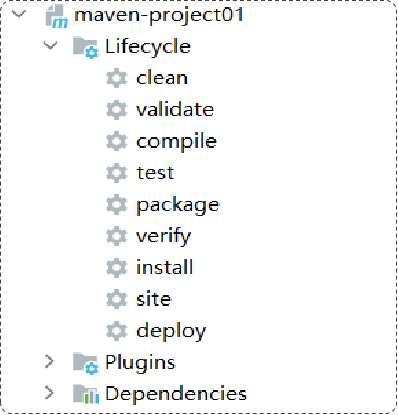 maven-project01
Lifecycle
clean
validate
compile
test
package
verify
install
site
deploy
Plugins
Dependencies